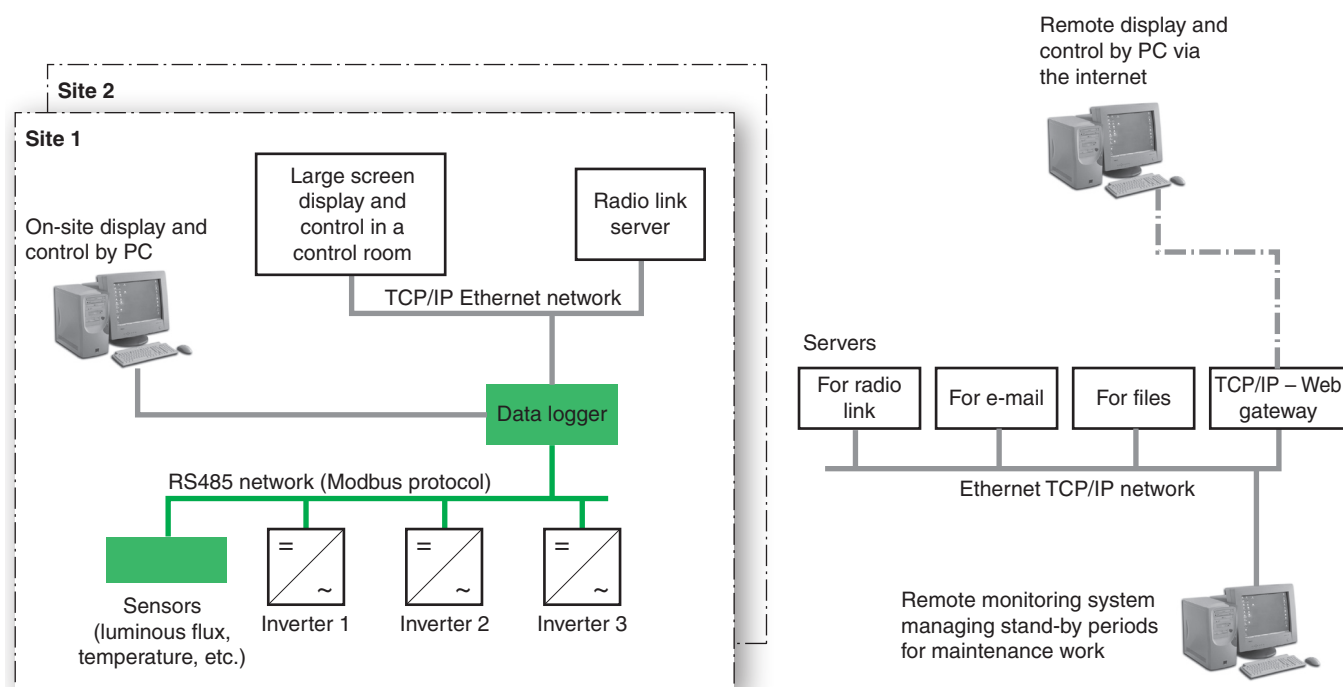 Site 2
Site 1
Large screen
display and
control in a
control room
Radio link
server
On-site display and
control by PC
TCP/IP Ethernet network
Data logger
RS485 network (Modbus protocol)
=
~
=
~
=
~
Sensors
(luminous flux,
temperature, etc.)
Inverter 1
Inverter 2
Inverter 3
Remote display and
control by PC via
the internet
Servers
For radio
link
For e-mail
For files
TCP/IP – Web
gateway
Ethernet TCP/IP network
Remote monitoring system
managing stand-by periods
for maintenance work